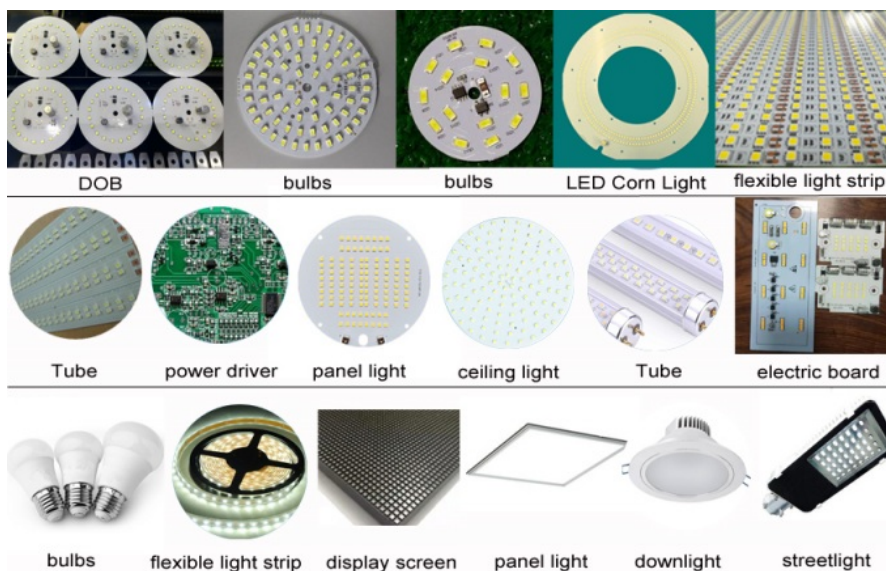 DOB bulbs bulbs LED Corn Light flexible light strip
Tube power driver panel light ceiling light Tube electric board
bulbs flexible light strip display screen panel light downlight streetlight